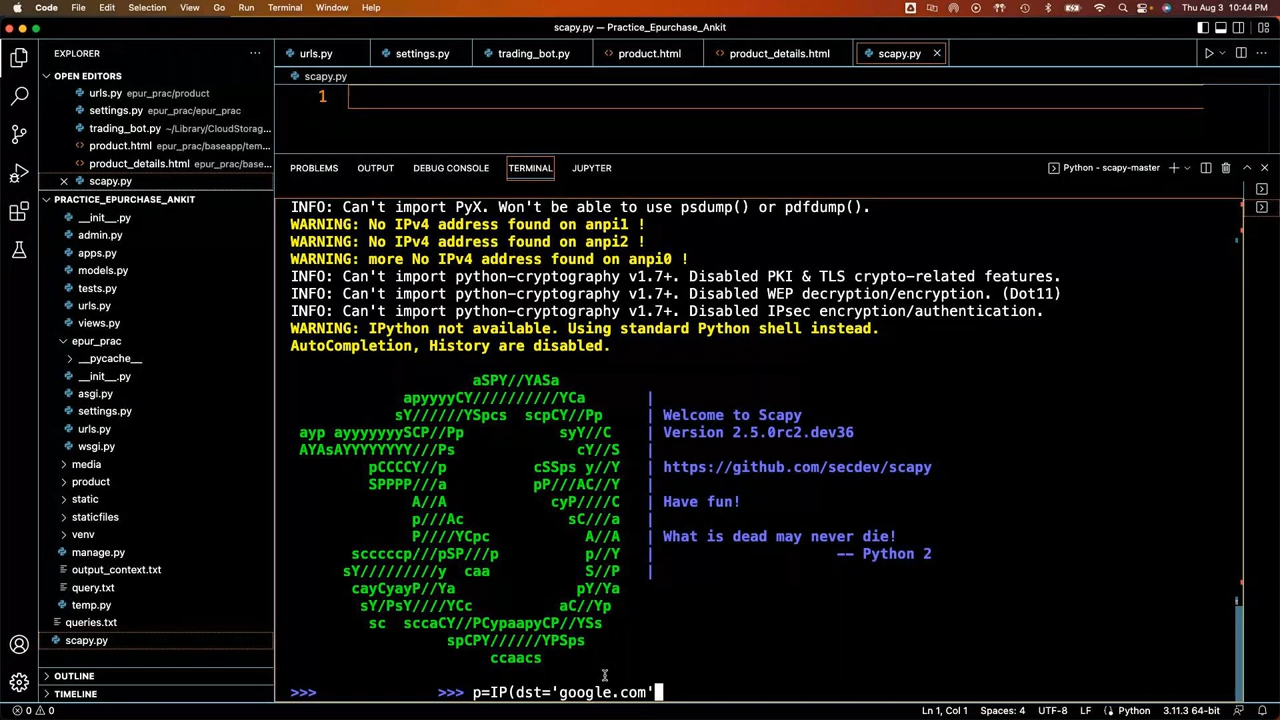 Code File Edit Selection View Go Run Terminal Window Help Thu Aug 3 10:44 PM
scapy.py — Practice_Epurchase_Ankit
EXPLORER ...
urls.py settings.py trading_bot.py <> product.html <> product_details.html scapy.py ×
OPEN EDITORS
scapy.py
urls.py epur_prac/product
1
settings.py epur_prac/epur_prac
trading_bot.py ~/Library/CloudStorag...
<> product.html epur_prac/baseapp/tem...
<> product_details.html epur_prac/base...
× scapy.py
PROBLEMS OUTPUT DEBUG CONSOLE TERMINAL JUPYTER Python - scapy-master
PRACTICE_EPURCHASE_ANKIT
__init__.py
admin.py
apps.py
models.py
tests.py
urls.py
views.py
epur_prac
__pycache__
__init__.py
asgi.py
settings.py
urls.py
wsgi.py
media
product
static
staticfiles
venv
manage.py
output_context.txt
query.txt
temp.py
queries.txt
scapy.py
OUTLINE
TIMELINE
INFO: Can't import PyX. Won't be able to use psdump() or pdfdump().
WARNING: No IPv4 address found on anpi1 !
WARNING: No IPv4 address found on anpi2 !
WARNING: more No IPv4 address found on anpi0 !
INFO: Can't import python-cryptography v1.7+. Disabled PKI & TLS crypto-related features.
INFO: Can't import python-cryptography v1.7+. Disabled WEP decryption/encryption. (Dot11)
INFO: Can't import python-cryptography v1.7+. Disabled IPsec encryption/authentication.
WARNING: IPython not available. Using standard Python shell instead.
AutoCompletion, History are disabled.
aSPY//YASa
apyyyyCY//////////YCa |
sY//////YSpcs scpCY//Pp | Welcome to Scapy
ayp ayyyyyyySCP//Pp syY//C | Version 2.5.0rc2.dev36
AYAsAYYYYYYYY///Ps cY//S |
pCCCCY//p cSSps y//Y | https://github.com/secdev/scapy
SPPPP///a pP///AC//Y |
A//A cyP////C | Have fun!
p///Ac sC///a |
P////YCpc A//A | What is dead may never die!
scccccp///pSP///p p//Y | -- Python 2
sY/////////y caa S//P |
cayCyayP//Ya pY/Ya
sY/PsY////YCc aC//Yp
sc sccaCY//PCypaapyCP//YSs
spCPY//////YPSps
ccaacs
>>> >>> p=IP(dst='google.com'
0 0 Ln 1, Col 1 Spaces: 4 UTF-8 LF Python 3.11.3 64-bit